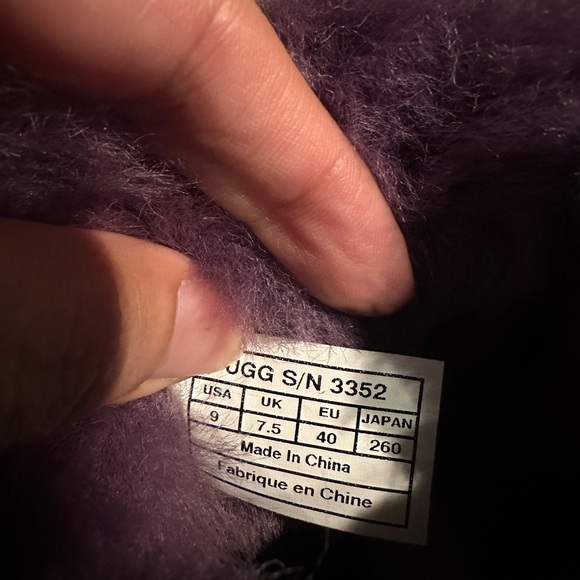 UGG S/N 3352
USA UK EU JAPAN
9 7.5 40 260
Made In China
Fabrique en Chine